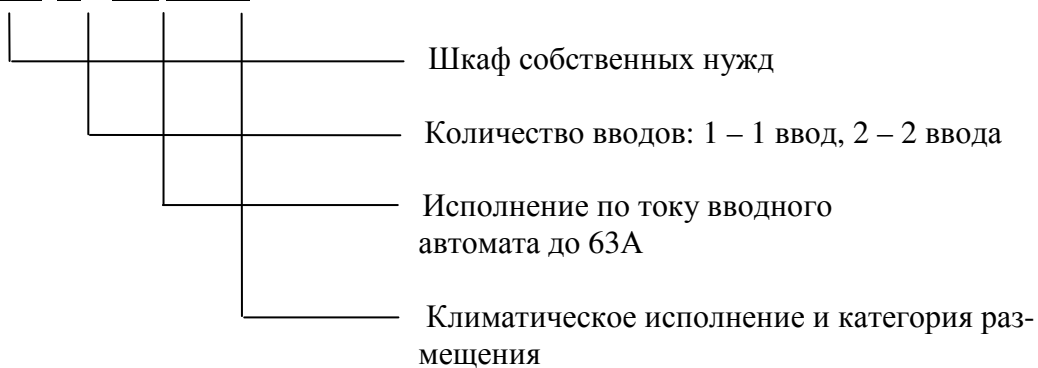 Шкаф собственных нужд
Количество вводов: 1 – 1 ввод, 2 – 2 ввода
Исполнение по току вводного
автомата до 63А
Климатическое исполнение и категория раз-
мещения